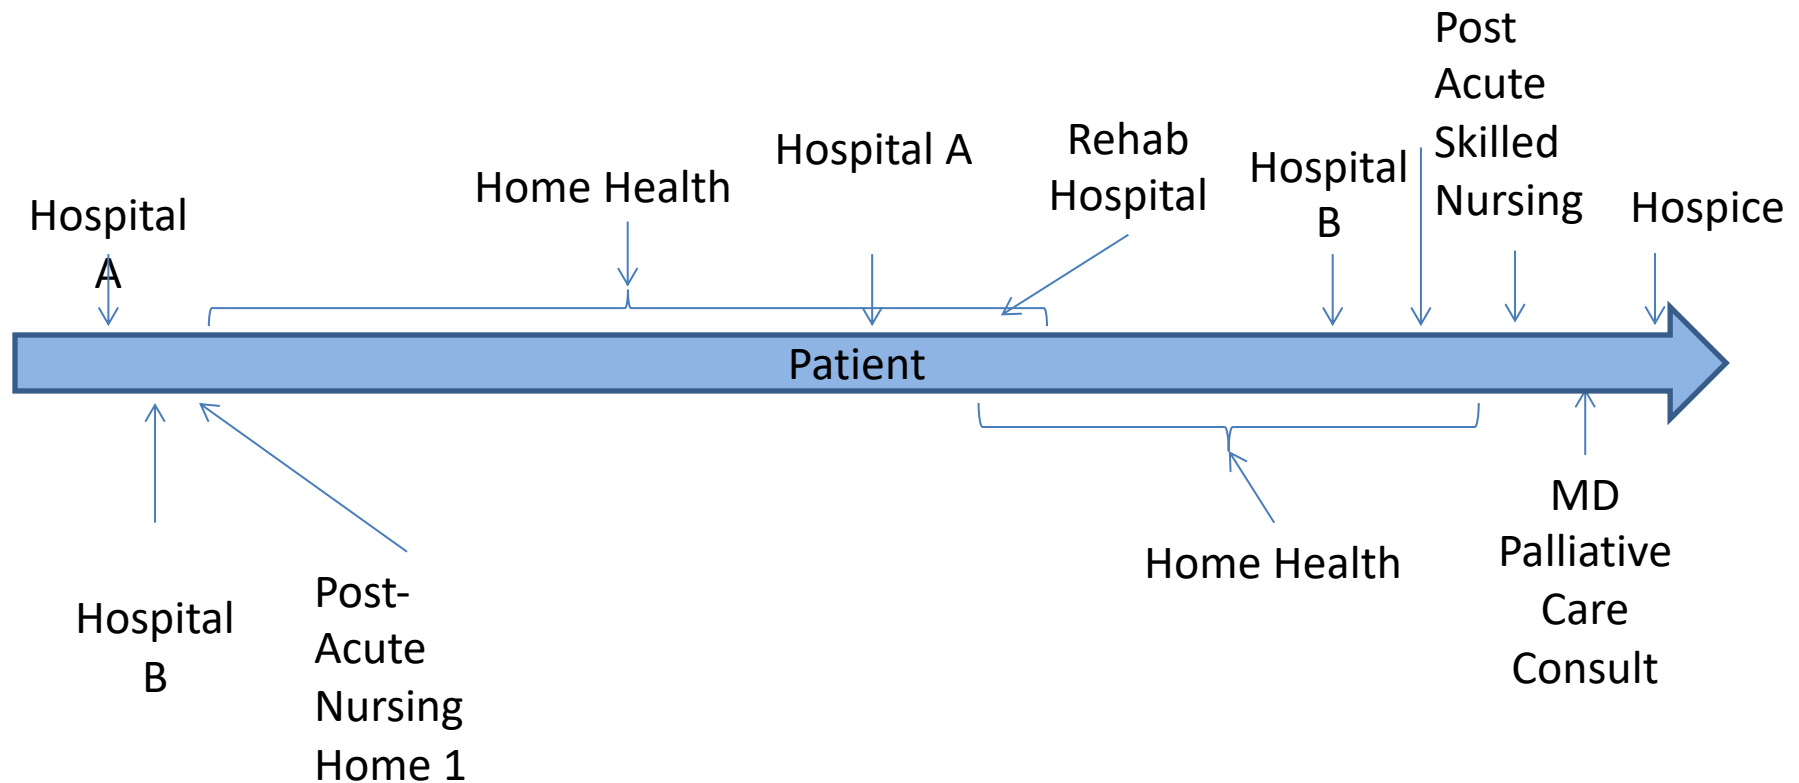 Hospital
A
Home Health
Hospital A
Rehab
Hospital
Hospital
B
Post
Acute
Skilled
Nursing
Hospice
Patient
Hospital
B
Post-
Acute
Nursing
Home 1
Home Health
MD
Palliative
Care
Consult